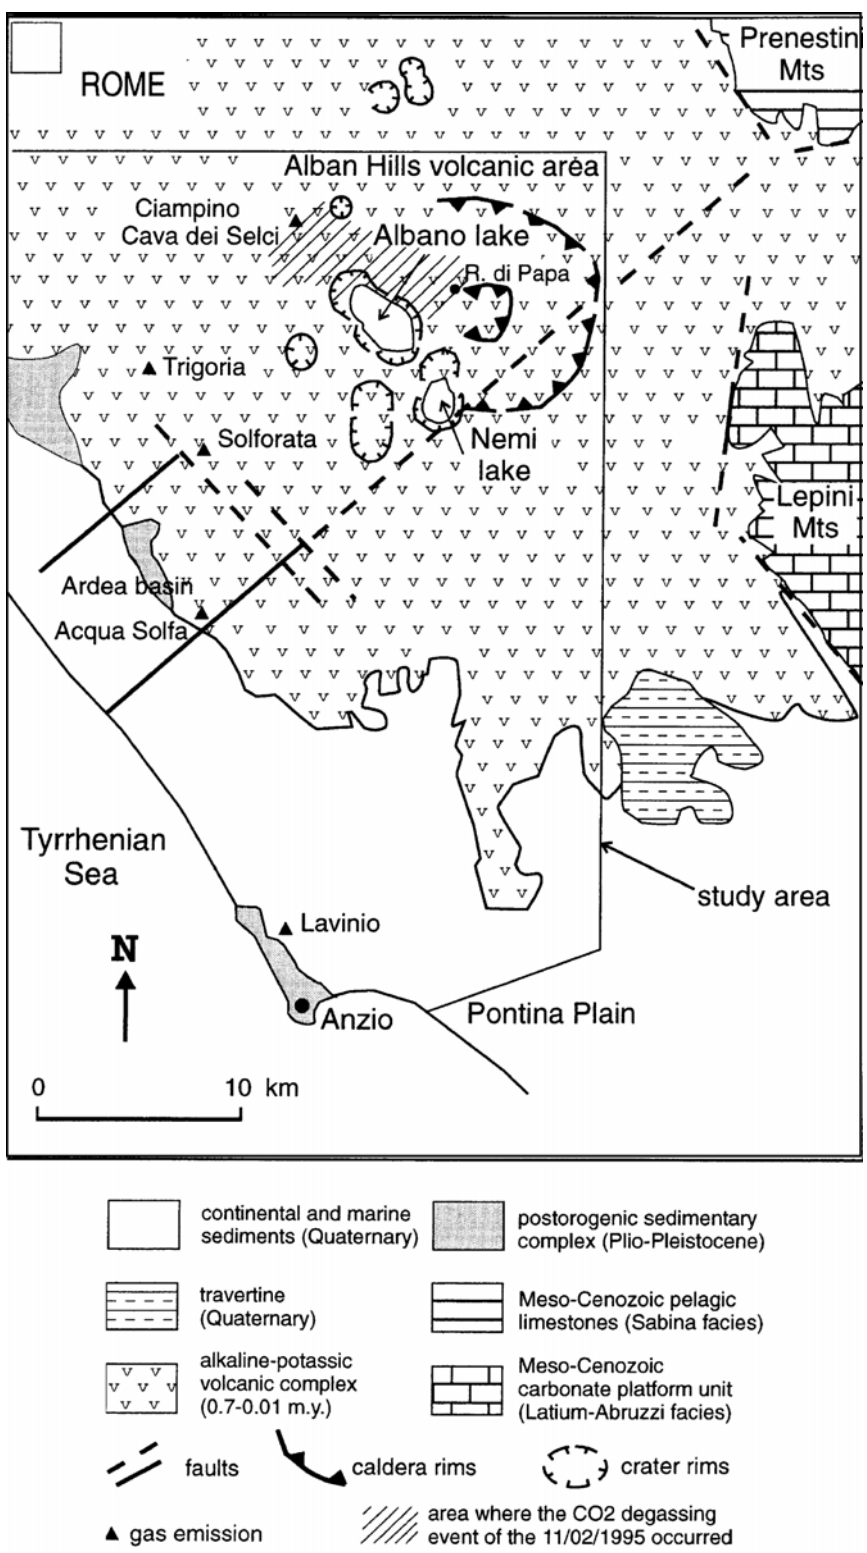 Prenestini
Mts
ROME
Alban Hills volcanic area
Ciampino
Cava dei Selci
Albano lake
R. di Papa
Trigoria
Solforata
Nemi
lake
Lepini
Mts
Ardea basin
Acqua Solfa
Tyrrhenian
Sea
study area
Lavinio
N
Anzio
Pontina Plain
0 10 km
continental and marine
sediments (Quaternary)
postorogenic sedimentary
complex (Plio-Pleistocene)
travertine
(Quaternary)
Meso-Cenozoic pelagic
limestones (Sabina facies)
alkaline-potassic
volcanic complex
(0.7-0.01 m.y.)
Meso-Cenozoic
carbonate platform unit
(Latium-Abruzzi facies)
faults
caldera rims
crater rims
gas emission
area where the CO2 degassing
event of the 11/02/1995 occurred